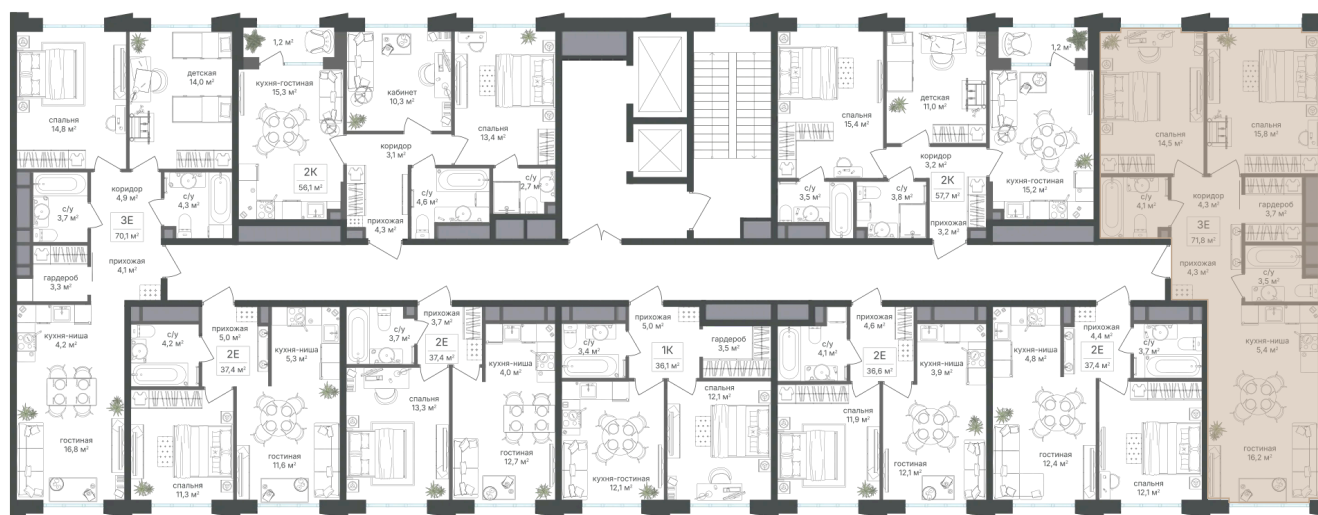 спальня
14,8 м²
детская
14,0 м²
коридор
4,9 м²
с/у
3,7 м²
с/у
4,3 м²
3Е
70,1 м²
прихожая
4,1 м²
гардероб
3,3 м²
кухня-ниша
4,2 м²
гостиная
16,8 м²
1,2 м²
кухня-гостиная
15,3 м²
кабинет
10,3 м²
спальня
13,4 м²
коридор
3,1 м²
2К
56,1 м²
с/у
4,6 м²
с/у
2,7 м²
прихожая
4,3 м²
спальня
15,4 м²
детская
11,0 м²
1,2 м²
кухня-гостиная
15,2 м²
коридор
3,2 м²
2К
57,7 м²
с/у
3,5 м²
с/у
3,8 м²
прихожая
3,2 м²
спальня
14,5 м²
спальня
15,8 м²
с/у
4,1 м²
коридор
4,3 м²
гардероб
3,7 м²
3Е
71,8 м²
прихожая
4,3 м²
с/у
3,5 м²
кухня-ниша
5,4 м²
гостиная
16,2 м²
с/у
4,2 м²
прихожая
5,0 м²
2Е
37,4 м²
кухня-ниша
5,3 м²
спальня
11,3 м²
гостиная
11,6 м²
с/у
3,7 м²
прихожая
3,7 м²
2Е
37,4 м²
кухня-ниша
4,0 м²
спальня
13,3 м²
гостиная
12,7 м²
с/у
3,4 м²
прихожая
5,0 м²
1К
36,1 м²
гардероб
3,5 м²
кухня-гостиная
12,1 м²
спальня
12,1 м²
с/у
4,1 м²
прихожая
4,6 м²
2Е
36,6 м²
кухня-ниша
3,9 м²
спальня
11,9 м²
гостиная
12,1 м²
кухня-ниша
4,8 м²
прихожая
4,4 м²
2Е
37,4 м²
с/у
3,7 м²
гостиная
12,4 м²
спальня
12,1 м²